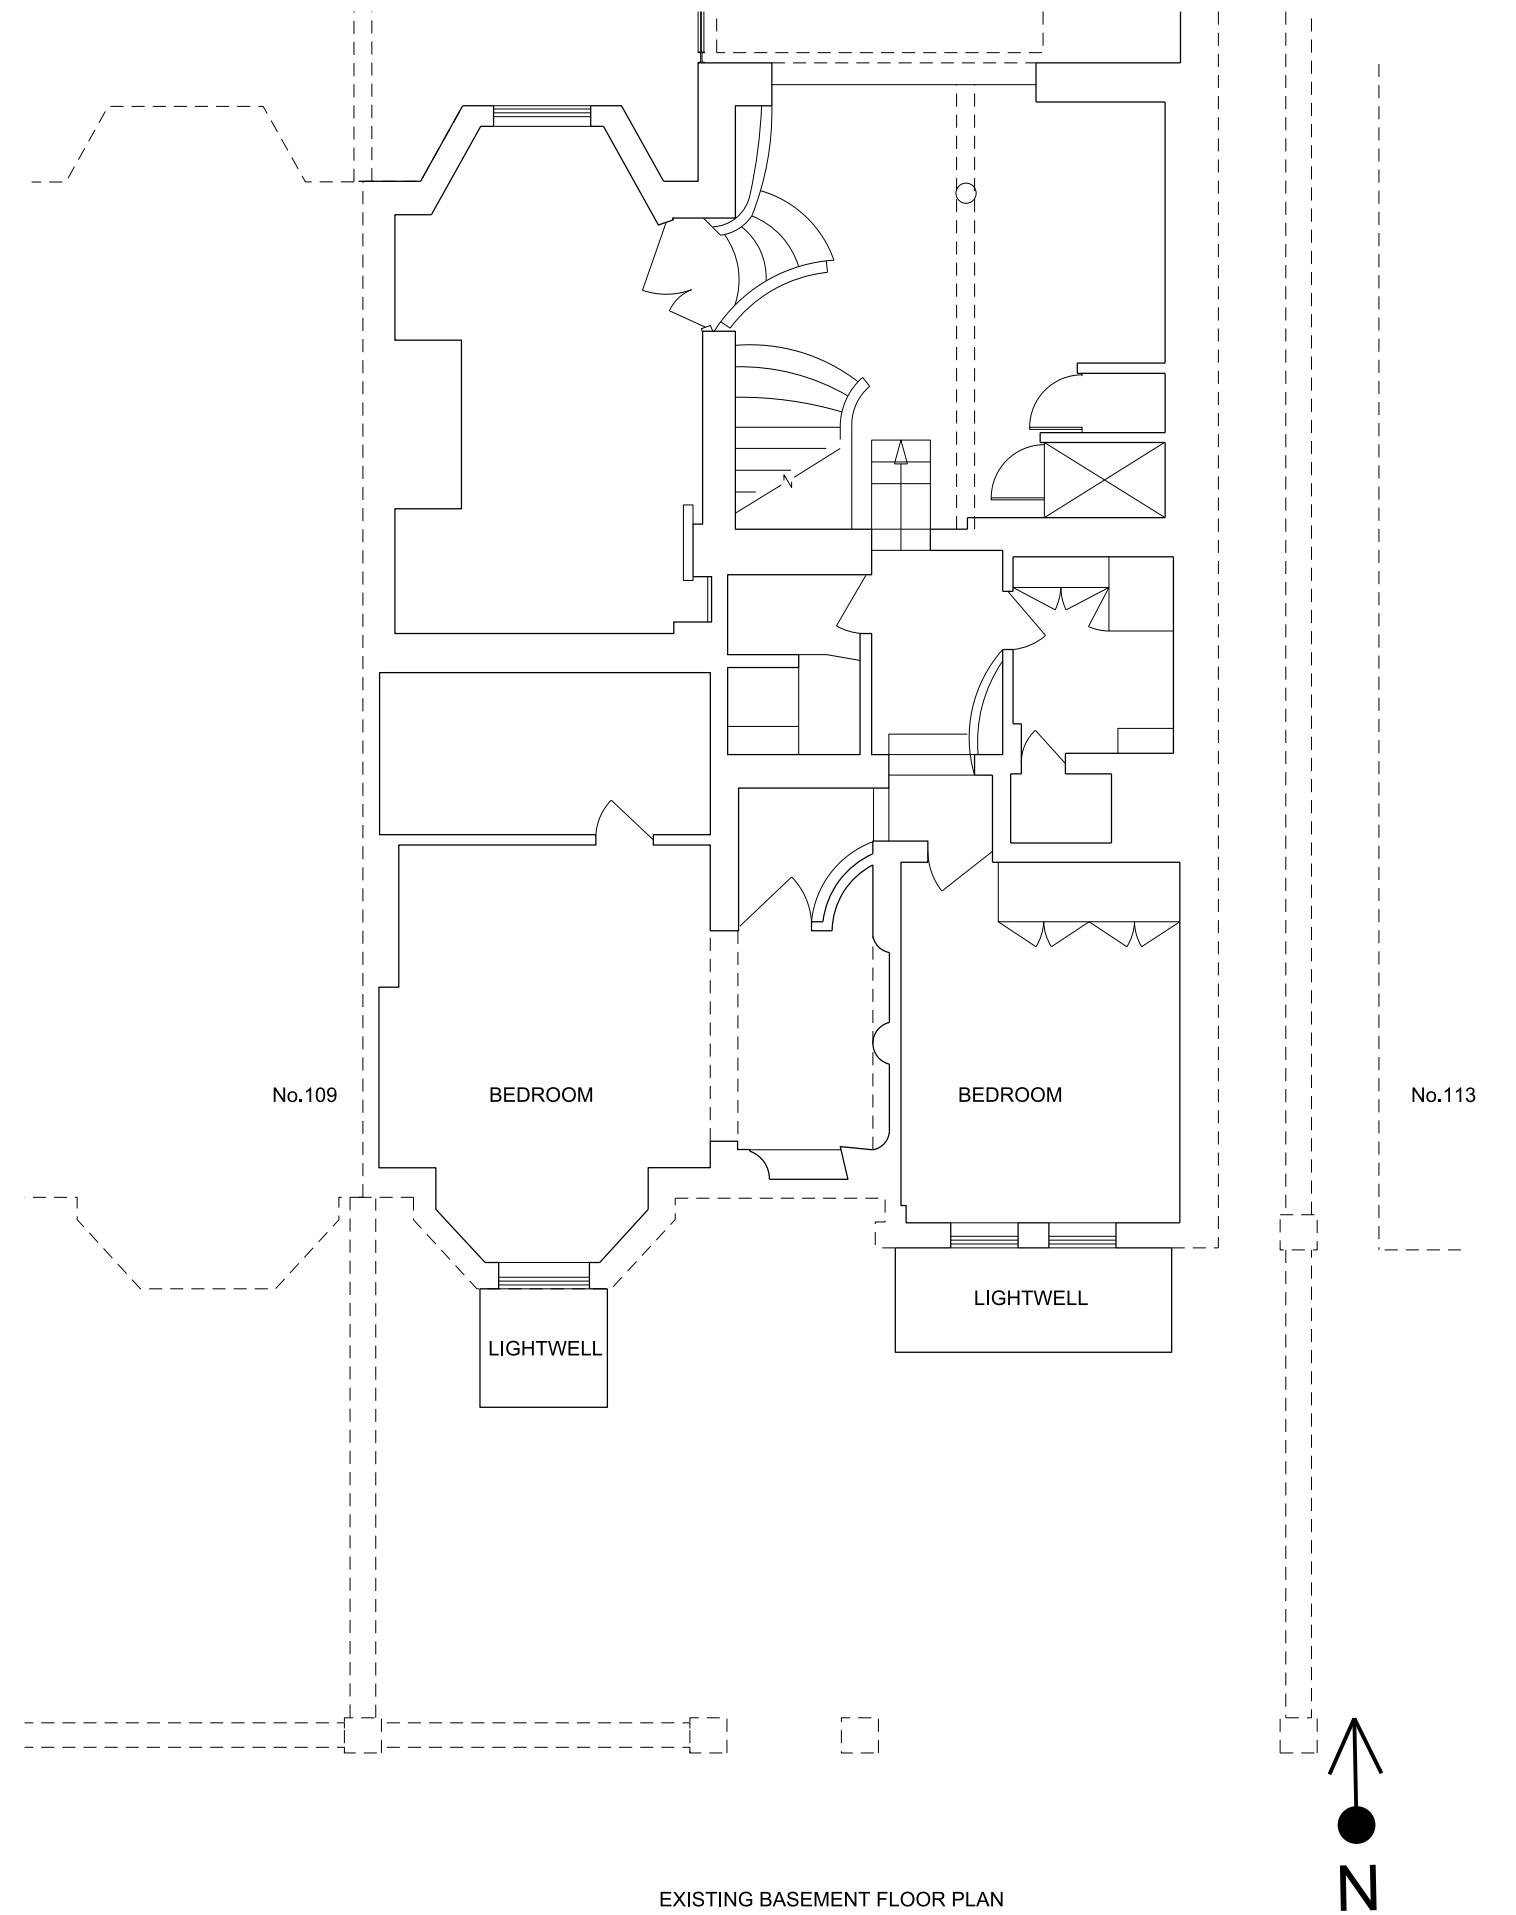 No.109
BEDROOM
BEDROOM
No.113
LIGHTWELL
LIGHTWELL
N
EXISTING BASEMENT FLOOR PLAN